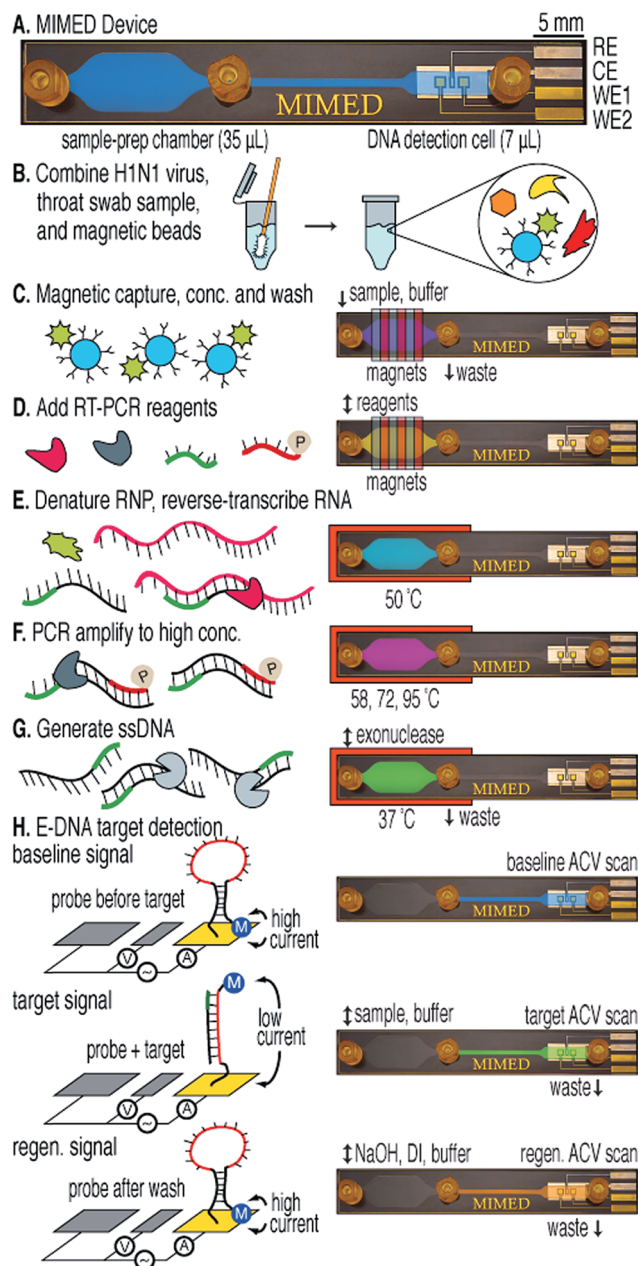 A. MIMED Device
5 mm
RE
CE
WE1
WE2
MIMED
sample-prep chamber (35 µL)
DNA detection cell (7 µL)
B. Combine H1N1 virus,
throat swab sample,
and magnetic beads
C. Magnetic capture, conc. and wash
↓ sample, buffer
MIMED
magnets
↓ waste
D. Add RT-PCR reagents
P
↕ reagents
MIMED
magnets
E. Denature RNP, reverse-transcribe RNA
MIMED
50 °C
F. PCR amplify to high conc.
P
P
MIMED
58, 72, 95 °C
G. Generate ssDNA
↕ exonuclease
MIMED
37 °C
↓ waste
H. E-DNA target detection
baseline signal
probe before target
M
high
current
V
~
A
baseline ACV scan
MIMED
target signal
M
low
current
probe + target
V
~
A
↕ sample, buffer
target ACV scan
MIMED
waste ↓
regen. signal
probe after wash
M
high
current
V
~
A
↕ NaOH, DI, buffer
regen. ACV scan
MIMED
waste ↓